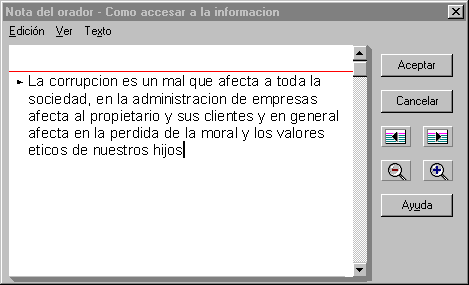 Nota del orador - Como accesar a la informacion
Edición Ver Texto
La corrupcion es un mal que afecta a toda la
sociedad, en la administracion de empresas
afecta al propietario y sus clientes y en general
afecta en la perdida de la moral y los valores
eticos de nuestros hijos
Aceptar
Cancelar
Ayuda